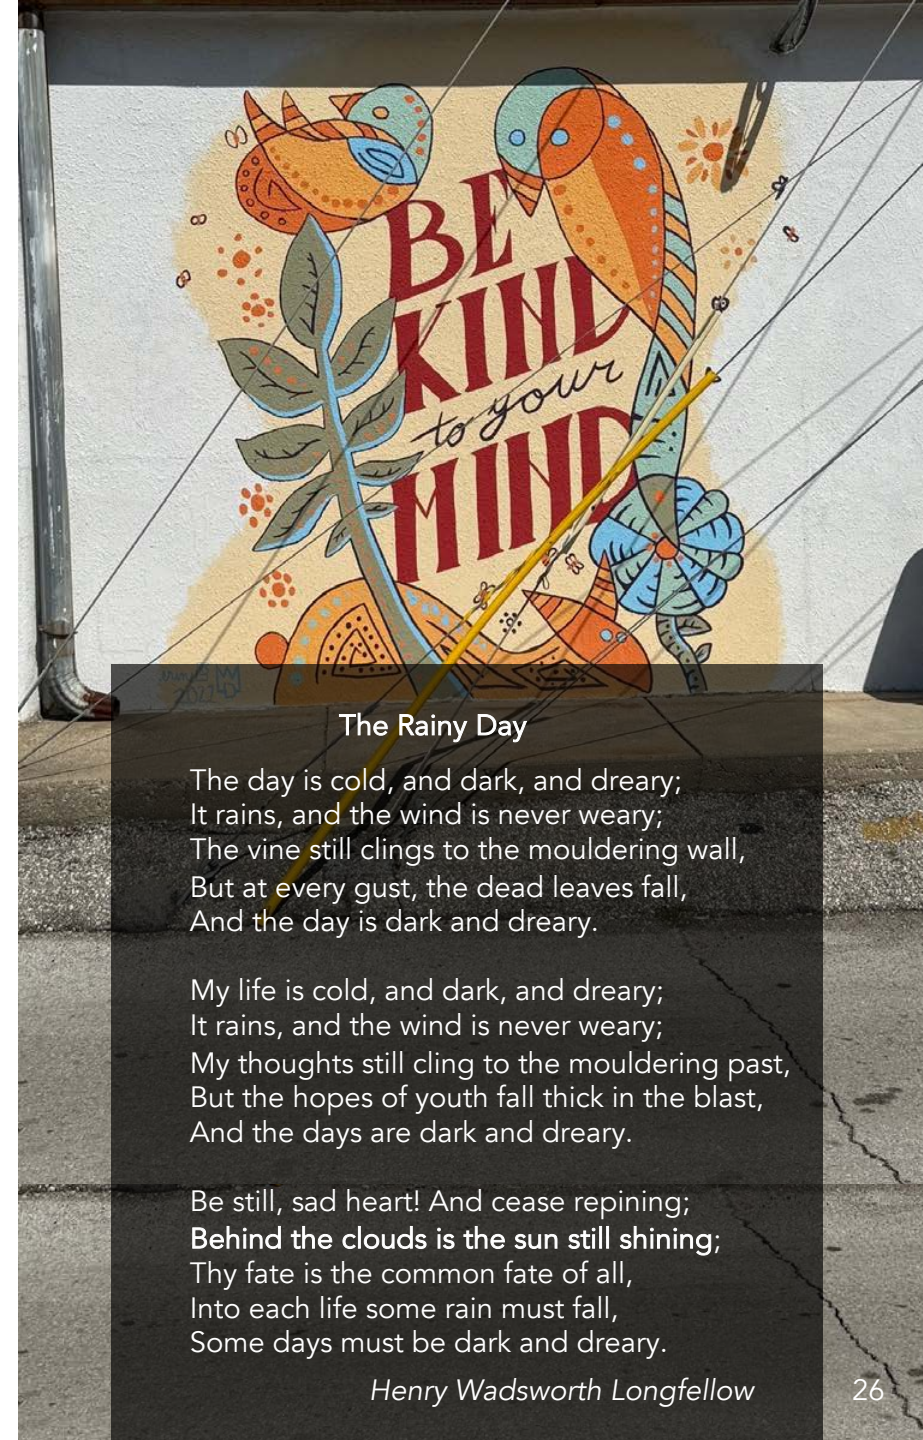 BE
KIND
to your
MIND
2022
The Rainy Day
The day is cold, and dark, and dreary;
It rains, and the wind is never weary;
The vine still clings to the mouldering wall,
But at every gust, the dead leaves fall,
And the day is dark and dreary.
My life is cold, and dark, and dreary;
It rains, and the wind is never weary;
My thoughts still cling to the mouldering past,
But the hopes of youth fall thick in the blast,
And the days are dark and dreary.
Be still, sad heart! And cease repining;
Behind the clouds is the sun still shining;
Thy fate is the common fate of all,
Into each life some rain must fall,
Some days must be dark and dreary.
Henry Wadsworth Longfellow
26